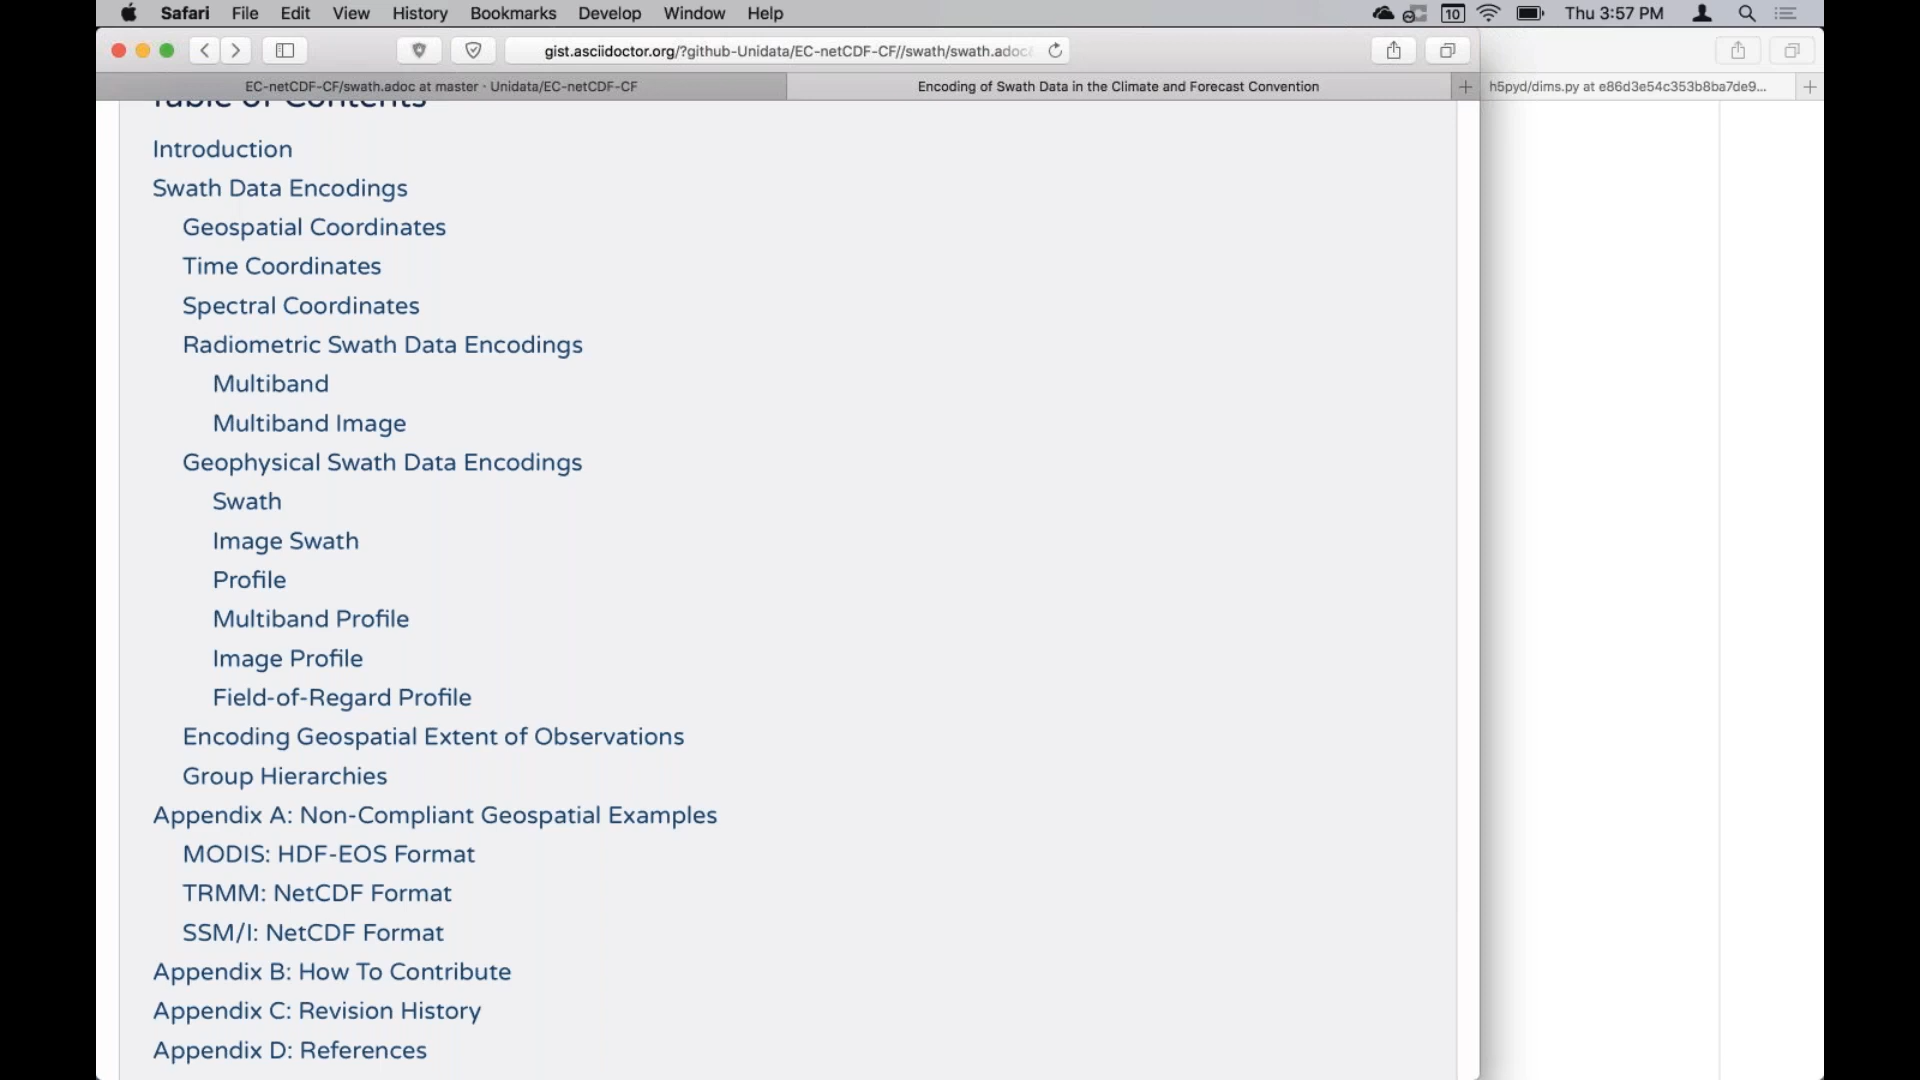 Safari File Edit View History Bookmarks Develop Window Help 10 Thu 3:57 PM
gist.asciidoctor.org/?github-Unidata/EC-netCDF-CF//swath/swath.adoc
EC-netCDF-CF/swath.adoc at master · Unidata/EC-netCDF-CF
Encoding of Swath Data in the Climate and Forecast Convention
h5pyd/dims.py at e86d3e54c353b8ba7de9...
Table of Contents
Introduction
Swath Data Encodings
Geospatial Coordinates
Time Coordinates
Spectral Coordinates
Radiometric Swath Data Encodings
Multiband
Multiband Image
Geophysical Swath Data Encodings
Swath
Image Swath
Profile
Multiband Profile
Image Profile
Field-of-Regard Profile
Encoding Geospatial Extent of Observations
Group Hierarchies
Appendix A: Non-Compliant Geospatial Examples
MODIS: HDF-EOS Format
TRMM: NetCDF Format
SSM/I: NetCDF Format
Appendix B: How To Contribute
Appendix C: Revision History
Appendix D: References